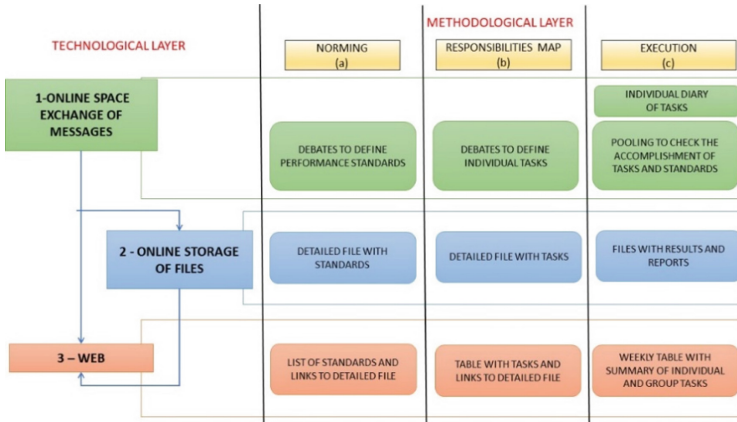 METHODOLOGICAL LAYER
TECHNOLOGICAL LAYER
NORMING
(a)
RESPONSIBILITIES MAP
(b)
EXECUTION
(c)
1-ONLINE SPACE
EXCHANGE OF
MESSAGES
INDIVIDUAL DIARY
OF TASKS
DEBATES TO DEFINE
PERFORMANCE STANDARDS
DEBATES TO DEFINE
INDIVIDUAL TASKS
POOLING TO CHECK THE
ACCOMPLISHMENT OF
TASKS AND STANDARDS
2 - ONLINE STORAGE
OF FILES
DETAILED FILE WITH
STANDARDS
DETAILED FILE WITH TASKS
FILES WITH RESULTS AND
REPORTS
3 – WEB
LIST OF STANDARDS AND
LINKS TO DETAILED FILE
TABLE WITH TASKS AND
LINKS TO DETAILED FILE
WEEKLY TABLE WITH
SUMMARY OF INDIVIDUAL
AND GROUP TASKS